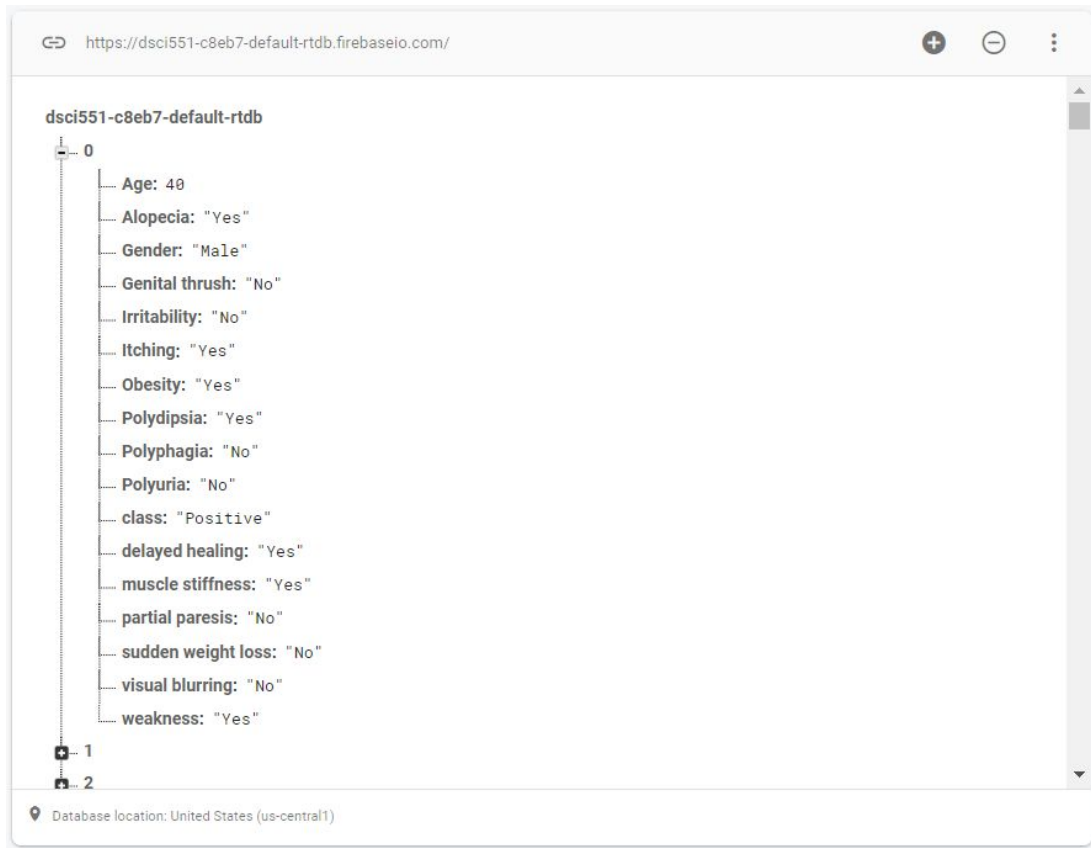 https://dsci551-c8eb7-default-rtdb.firebaseio.com/
dsci551-c8eb7-default-rtdb
0
Age: 40
Alopecia: "Yes"
Gender: "Male"
Genital thrush: "No"
Irritability: "No"
Itching: "Yes"
Obesity: "Yes"
Polydipsia: "Yes"
Polyphagia: "No"
Polyuria: "No"
class: "Positive"
delayed healing: "Yes"
muscle stiffness: "Yes"
partial paresis: "No"
sudden weight loss: "No"
visual blurring: "No"
weakness: "Yes"
1
2
Database location: United States (us-central1)